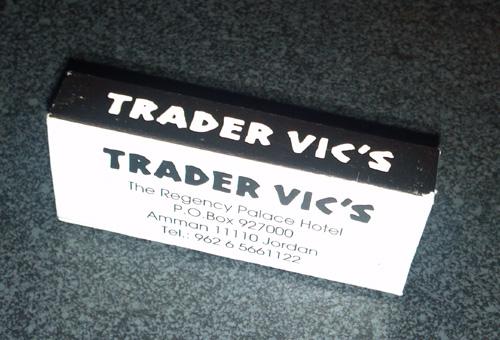 TRADER VIC'S
TRADER VIC'S
The Regency Palace Hotel
P.O.Box 927000
Amman 11110 Jordan
Tel.: 962 6 5661122